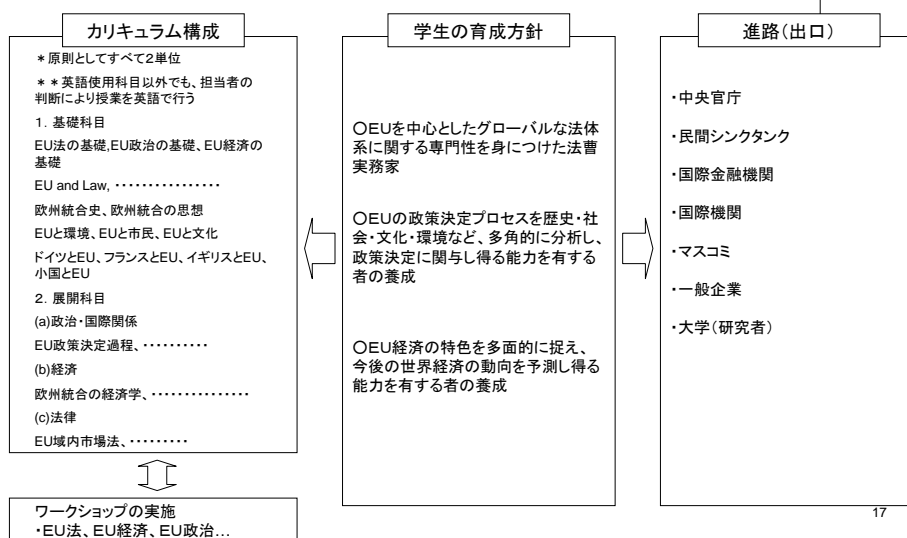 カリキュラム構成
＊原則としてすべて2単位
＊＊英語使用科目以外でも、担当者の
判断により授業を英語で行う
1．基礎科目
EU法の基礎,EU政治の基礎、EU経済の
基礎
EU and Law, ・・・・・・・・・・・・・・・・
欧州統合史、欧州統合の思想
EUと環境、EUと市民、EUと文化
ドイツとEU、フランスとEU、イギリスとEU、
小国とEU
2．展開科目
(a)政治・国際関係
EU政策決定過程、・・・・・・・・・・
(b)経済
欧州統合の経済学、・・・・・・・・・・・・・・・
(c)法律
EU域内市場法、・・・・・・・・・
ワークショップの実施
・EU法、EU経済、EU政治…
学生の育成方針
〇EUを中心としたグローバルな法体
系に関する専門性を身につけた法曹
実務家
〇EUの政策決定プロセスを歴史・社
会・文化・環境など、多角的に分析し、
政策決定に関与し得る能力を有する
者の養成
〇EU経済の特色を多面的に捉え、
今後の世界経済の動向を予測し得る
能力を有する者の養成
進路（出口）
・中央官庁
・民間シンクタンク
・国際金融機関
・国際機関
・マスコミ
・一般企業
・大学（研究者）
17